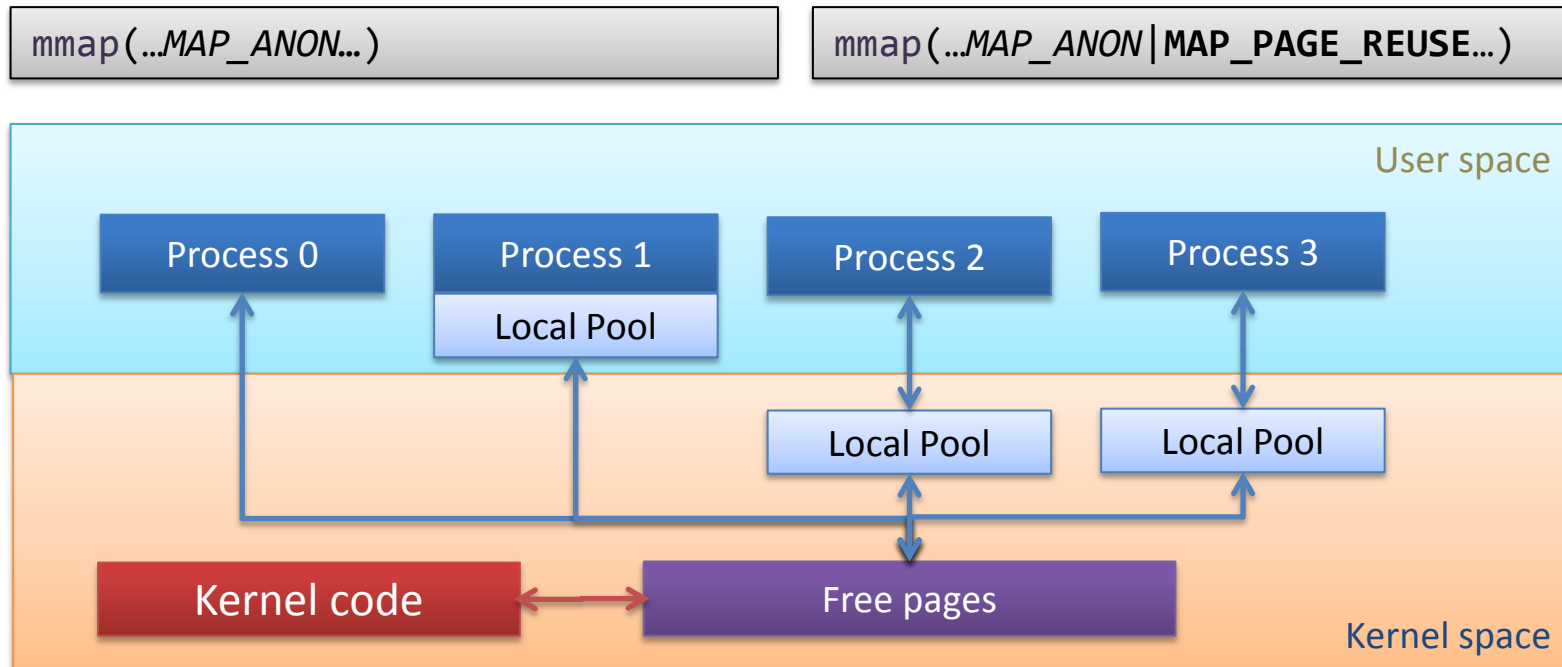 mmap(…MAP_ANON…)
mmap(…MAP_ANON|MAP_PAGE_REUSE…)
User space
Process 0
Process 1
Process 2
Process 3
Local Pool
Local Pool
Local Pool
Kernel code
Free pages
Kernel space